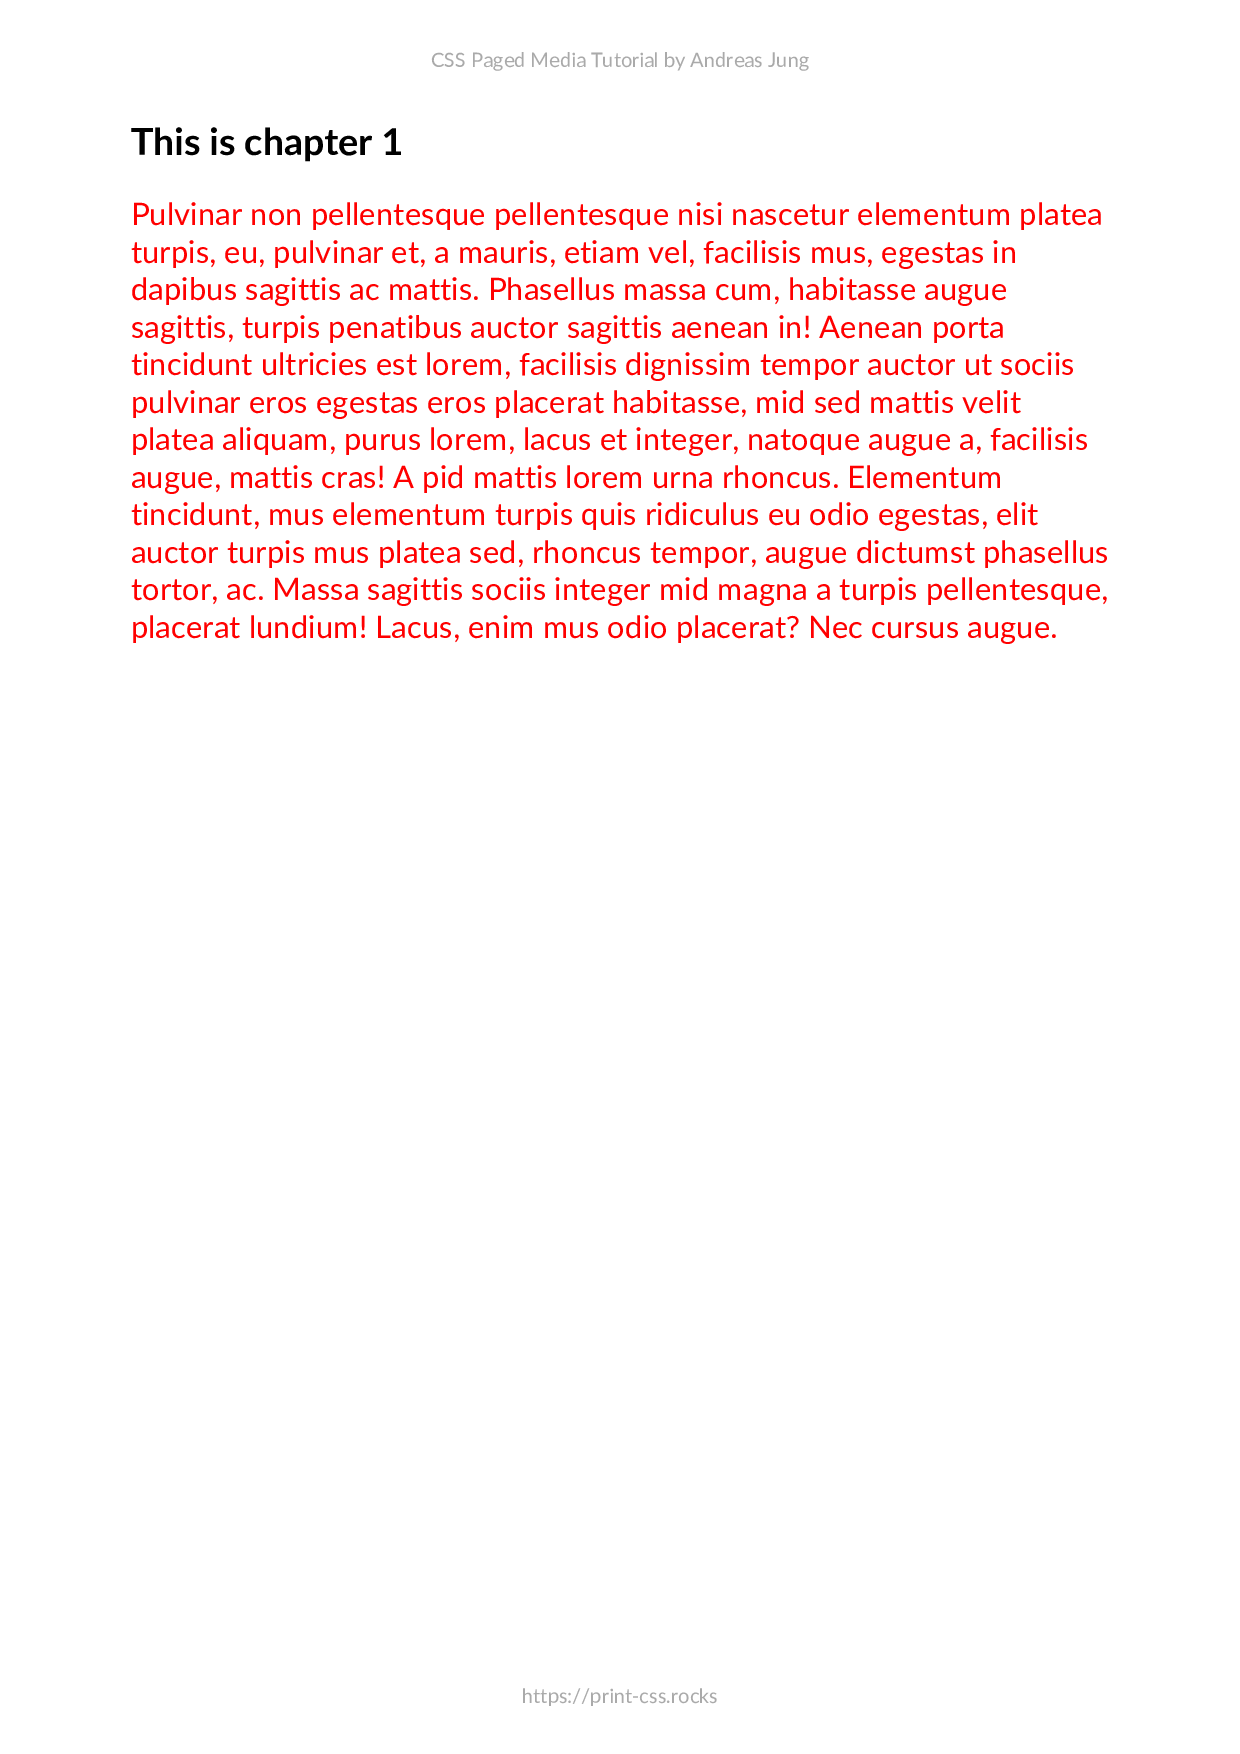 CSS Paged Media Tutorial by Andreas Jung
This is chapter 1
Pulvinar non pellentesque pellentesque nisi nascetur elementum platea
turpis, eu, pulvinar et, a mauris, etiam vel, facilisis mus, egestas in
dapibus sagittis ac mattis. Phasellus massa cum, habitasse augue
sagittis, turpis penatibus auctor sagittis aenean in! Aenean porta
tincidunt ultricies est lorem, facilisis dignissim tempor auctor ut sociis
pulvinar eros egestas eros placerat habitasse, mid sed mattis velit
platea aliquam, purus lorem, lacus et integer, natoque augue a, facilisis
augue, mattis cras! A pid mattis lorem urna rhoncus. Elementum
tincidunt, mus elementum turpis quis ridiculus eu odio egestas, elit
auctor turpis mus platea sed, rhoncus tempor, augue dictumst phasellus
tortor, ac. Massa sagittis sociis integer mid magna a turpis pellentesque,
placerat lundium! Lacus, enim mus odio placerat? Nec cursus augue.
https://print-css.rocks